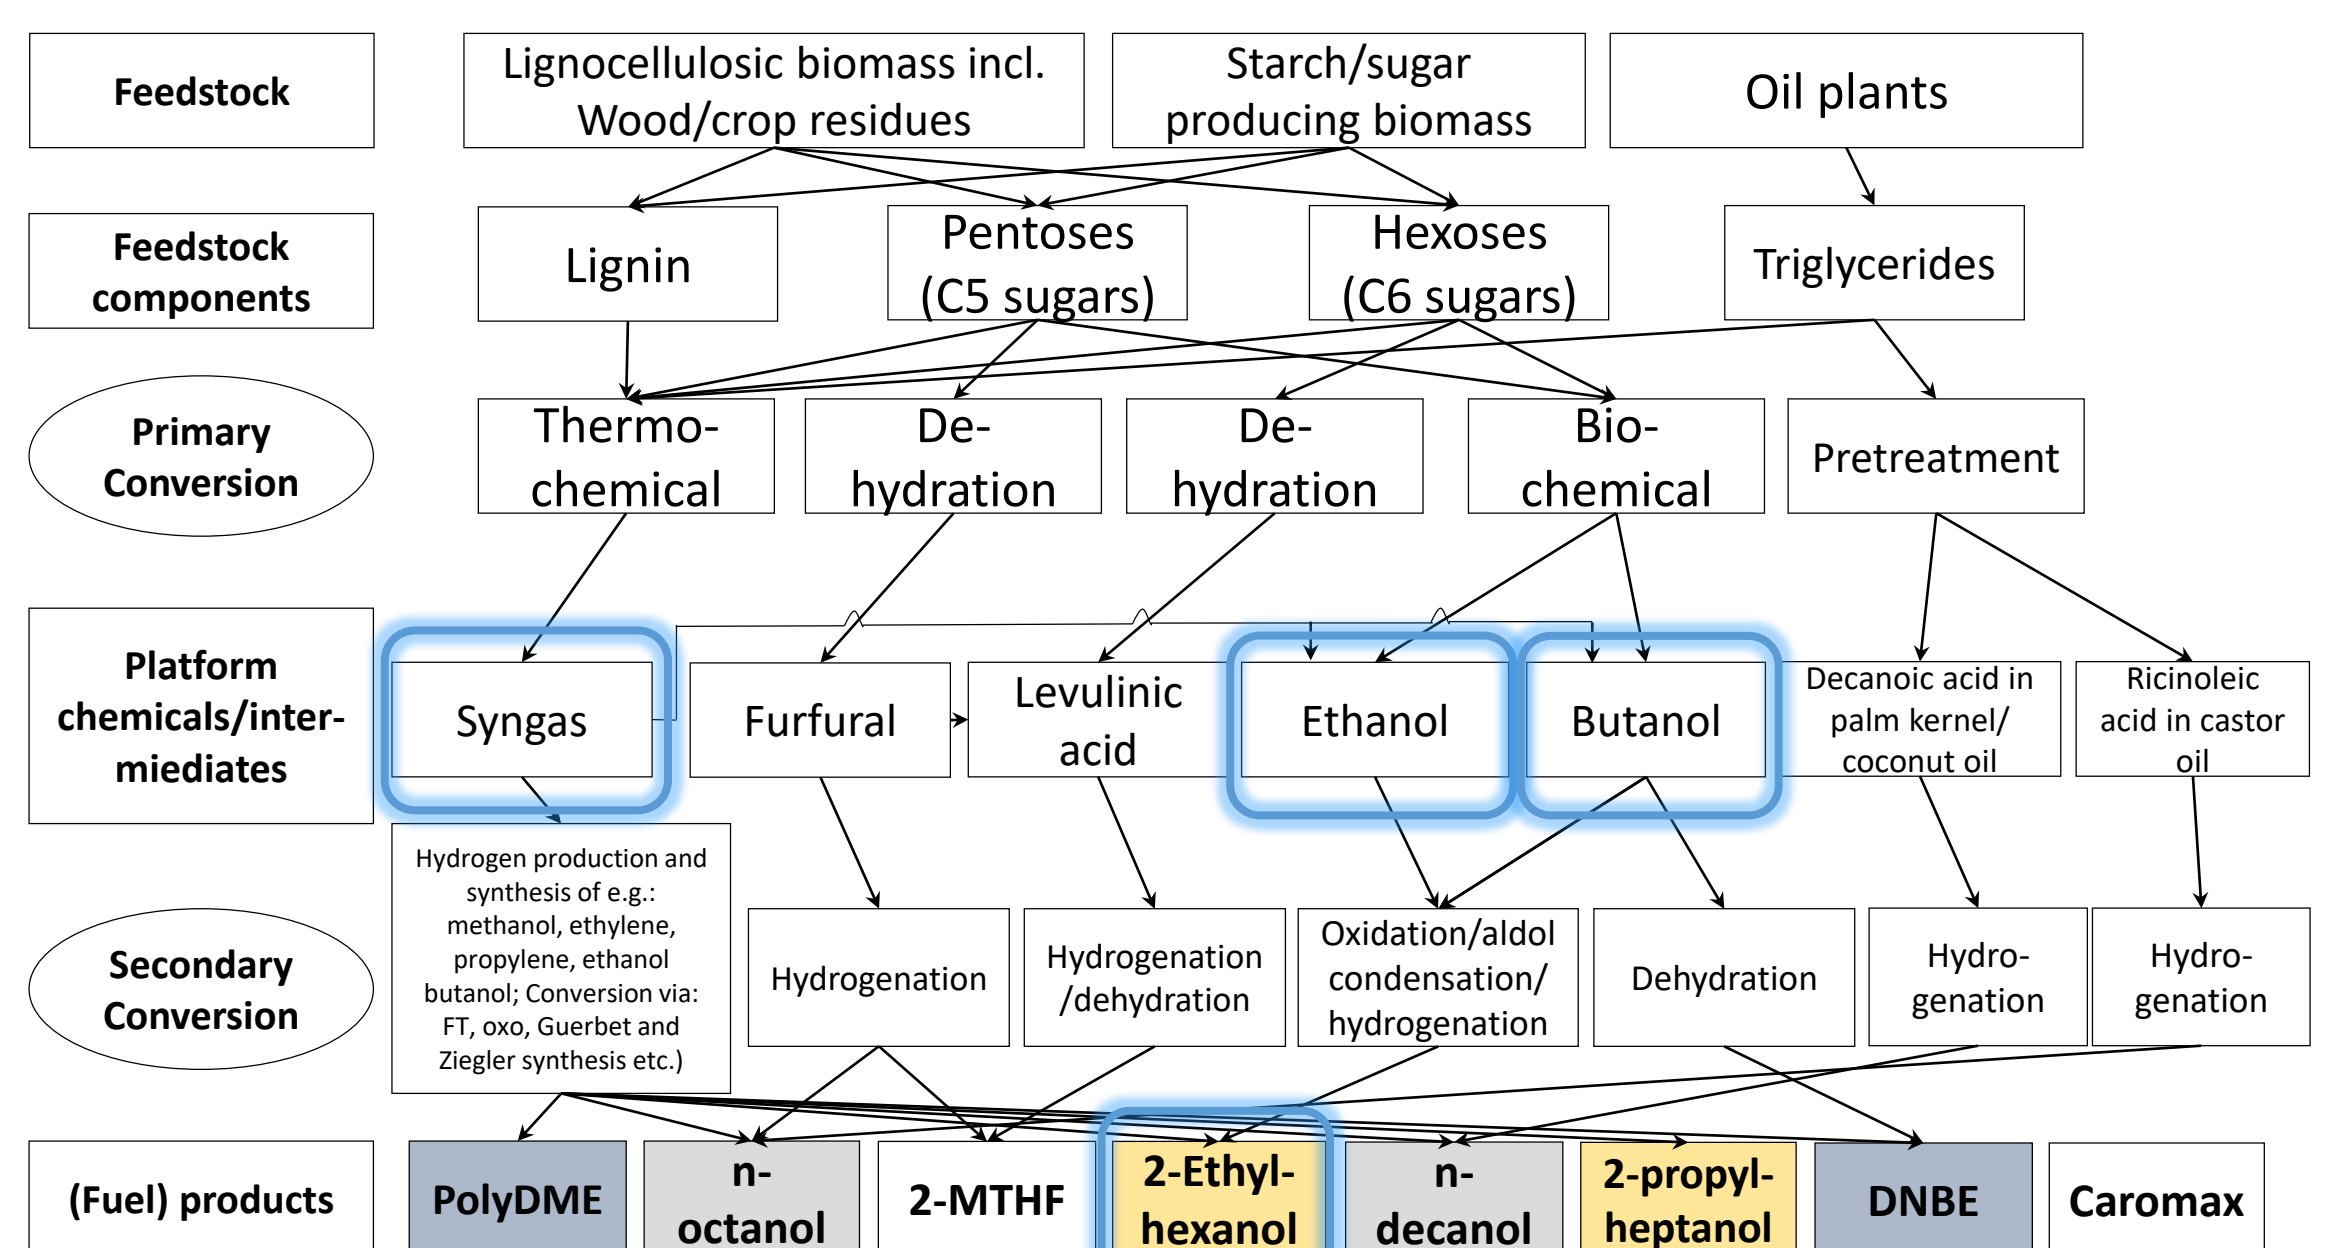 Feedstock
Lignocellulosic biomass incl.
Wood/crop residues
Starch/sugar
producing biomass
Oil plants
Feedstock
components
Lignin
Pentoses
(C5 sugars)
Hexoses
(C6 sugars)
Triglycerides
Primary
Conversion
Thermo-
chemical
De-
hydration
De-
hydration
Bio-
chemical
Pretreatment
Platform
chemicals/inter-
miediates
Syngas
Furfural
Levulinic
acid
Ethanol
Butanol
Decanoic acid in
palm kernel/
coconut oil
Ricinoleic
acid in castor
oil
Secondary
Conversion
Hydrogen production and
synthesis of e.g.:
methanol, ethylene,
propylene, ethanol
butanol; Conversion via:
FT, oxo, Guerbet and
Ziegler synthesis etc.)
Hydrogenation
Hydrogenation
/dehydration
Oxidation/aldol
condensation/
hydrogenation
Dehydration
Hydro-
genation
Hydro-
genation
(Fuel) products
PolyDME
n-
octanol
2-MTHF
2-Ethyl-
hexanol
n-
decanol
2-propyl-
heptanol
DNBE
Caromax